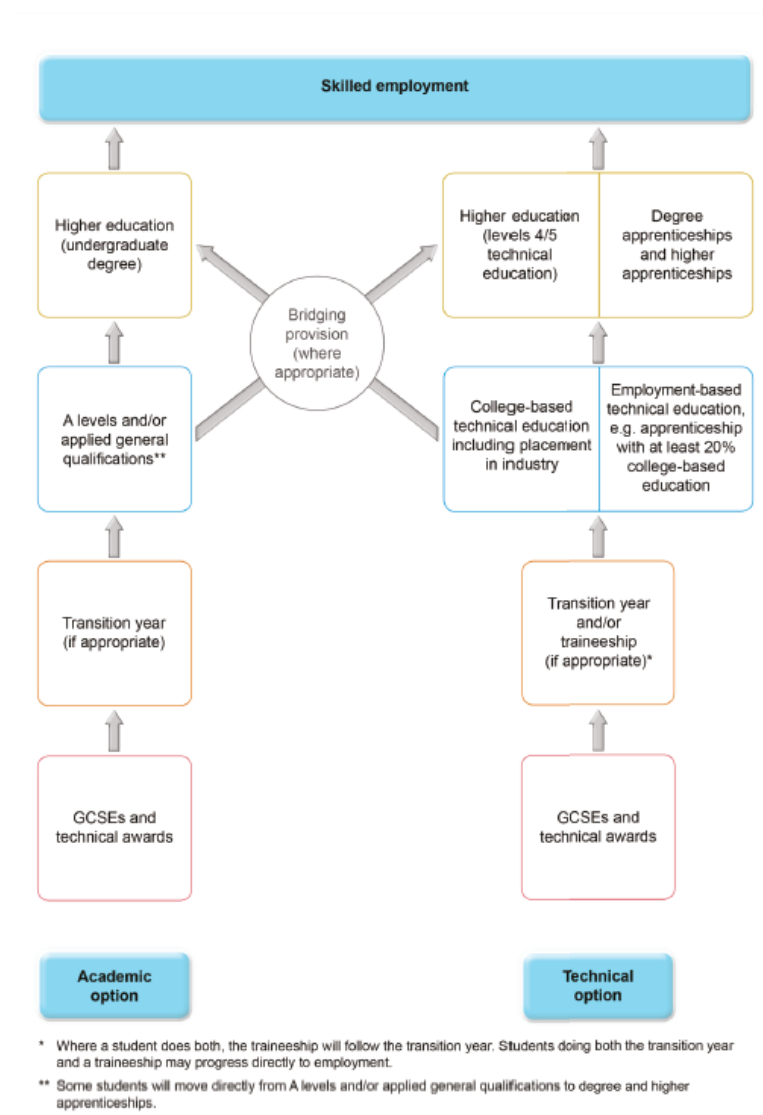 Skilled employment
Higher education
(undergraduate
degree)
Higher education
(levels 4/5
technical
education)
Degree
apprenticeships
and higher
apprenticeships
Bridging
provision
(where
appropriate)
A levels and/or
applied general
qualifications**
College-based
technical education
including placement
in industry
Employment-based
technical education,
e.g. apprenticeship
with at least 20%
college-based
education
Transition year
(if appropriate)
Transition year
and/or
traineeship
(if appropriate)*
GCSEs and
technical awards
GCSEs and
technical awards
Academic
option
Technical
option
* Where a student does both, the traineeship will follow the transition year. Students doing both the transition year
and a traineeship may progress directly to employment.
** Some students will move directly from A levels and/or applied general qualifications to degree and higher
apprenticeships.